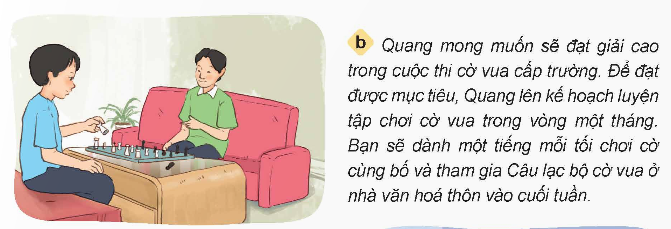 b Quang mong muốn sẽ đạt giải cao
trong cuộc thi cờ vua cấp trường. Để đạt
được mục tiêu, Quang lên kế hoạch luyện
tập chơi cờ vua trong vòng một tháng.
Bạn sẽ dành một tiếng mỗi tối chơi cờ
cùng bố và tham gia Câu lạc bộ cờ vua ở
nhà văn hoá thôn vào cuối tuần.